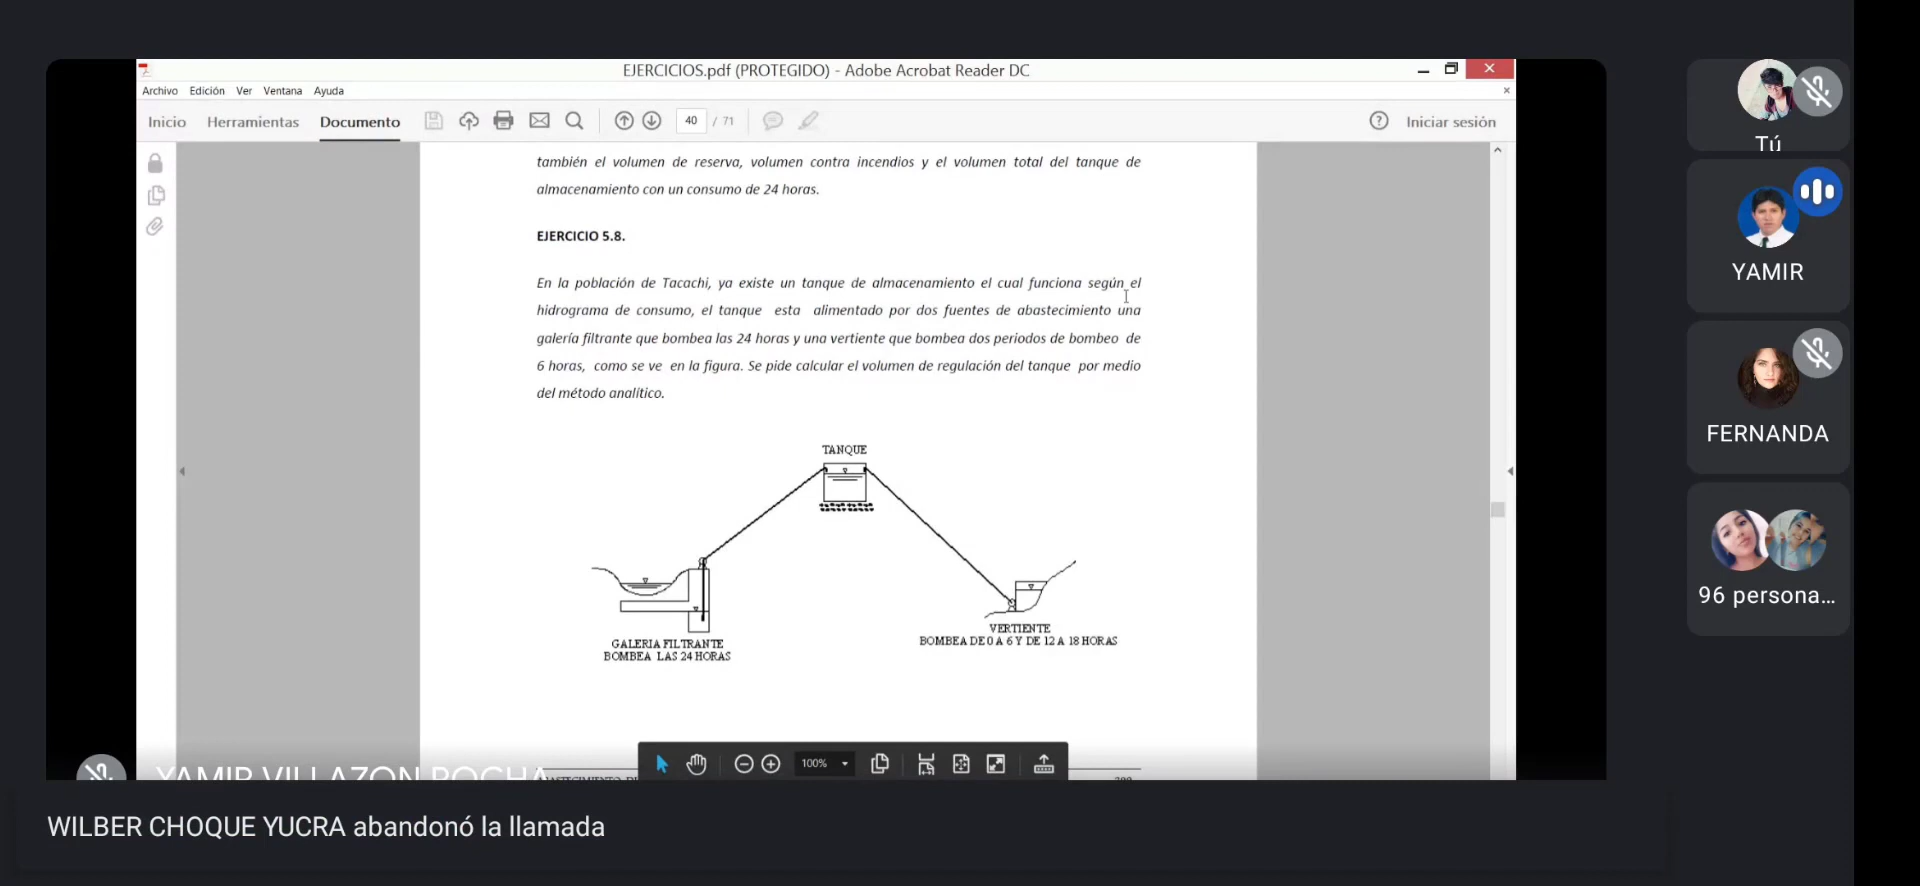 EJERCICIOS.pdf (PROTEGIDO) - Adobe Acrobat Reader DC
Archivo Edición Ver Ventana Ayuda
Inicio Herramientas Documento 40 / 71 Iniciar sesión
también el volumen de reserva, volumen contra incendios y el volumen total del tanque de
almacenamiento con un consumo de 24 horas.
EJERCICIO 5.8.
En la población de Tacachi, ya existe un tanque de almacenamiento el cual funciona según el
hidrograma de consumo, el tanque esta alimentado por dos fuentes de abastecimiento una
galería filtrante que bombea las 24 horas y una vertiente que bombea dos periodos de bombeo de
6 horas, como se ve en la figura. Se pide calcular el volumen de regulación del tanque por medio
del método analítico.
TANQUE
GALERIA FILTRANTE
BOMBEA LAS 24 HORAS
VERTIENTE
BOMBEA DE 0 A 6 Y DE 12 A 18 HORAS
100%
YAMIR VILLAZON ROCHA
WILBER CHOQUE YUCRA abandonó la llamada
Tú
YAMIR
FERNANDA
96 persona...